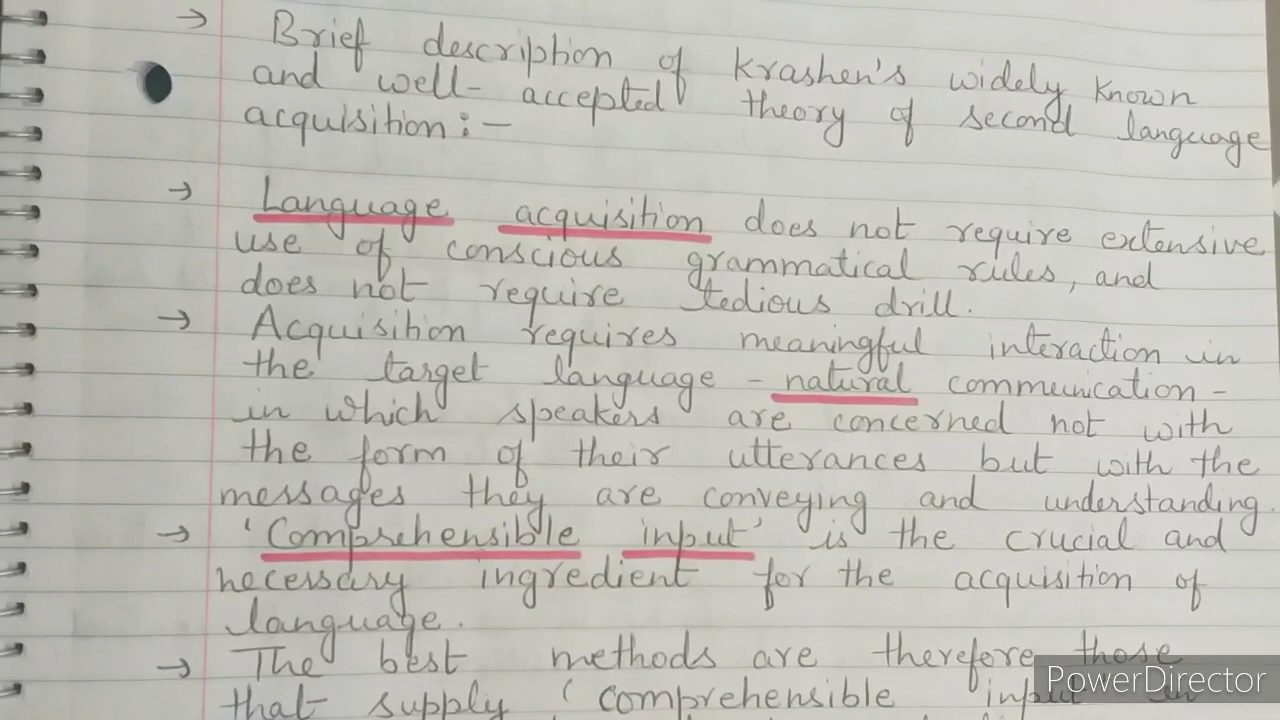 → Brief description of Krashen's widely known
and well-accepted theory of second language
acquisition:-
→ Language acquisition does not require extensive
use of conscious grammatical rules, and
does not require tedious drill.
→ Acquisition requires meaningful interaction in
the target language - natural communication -
in which speakers are concerned not with
the form of their utterances but with the
messages they are conveying and understanding.
→ 'Comprehensible input' is the crucial and
necessary ingredient for the acquisition of
language.
→ The best methods are therefore those
that supply 'comprehensible input in
PowerDirector